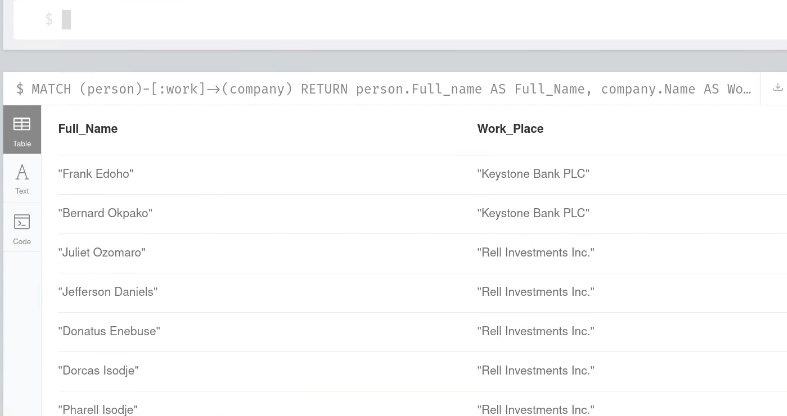 $
$ MATCH (person)-[:work]->(company) RETURN person.Full_name AS Full_Name, company.Name AS Wo…
Table
Text
Code
Full_Name Work_Place
"Frank Edoho" "Keystone Bank PLC"
"Bernard Okpako" "Keystone Bank PLC"
"Juliet Ozomaro" "Rell Investments Inc."
"Jefferson Daniels" "Rell Investments Inc."
"Donatus Enebuse" "Rell Investments Inc."
"Dorcas Isodje" "Rell Investments Inc."
"Pharell Isodje" "Rell Investments Inc."